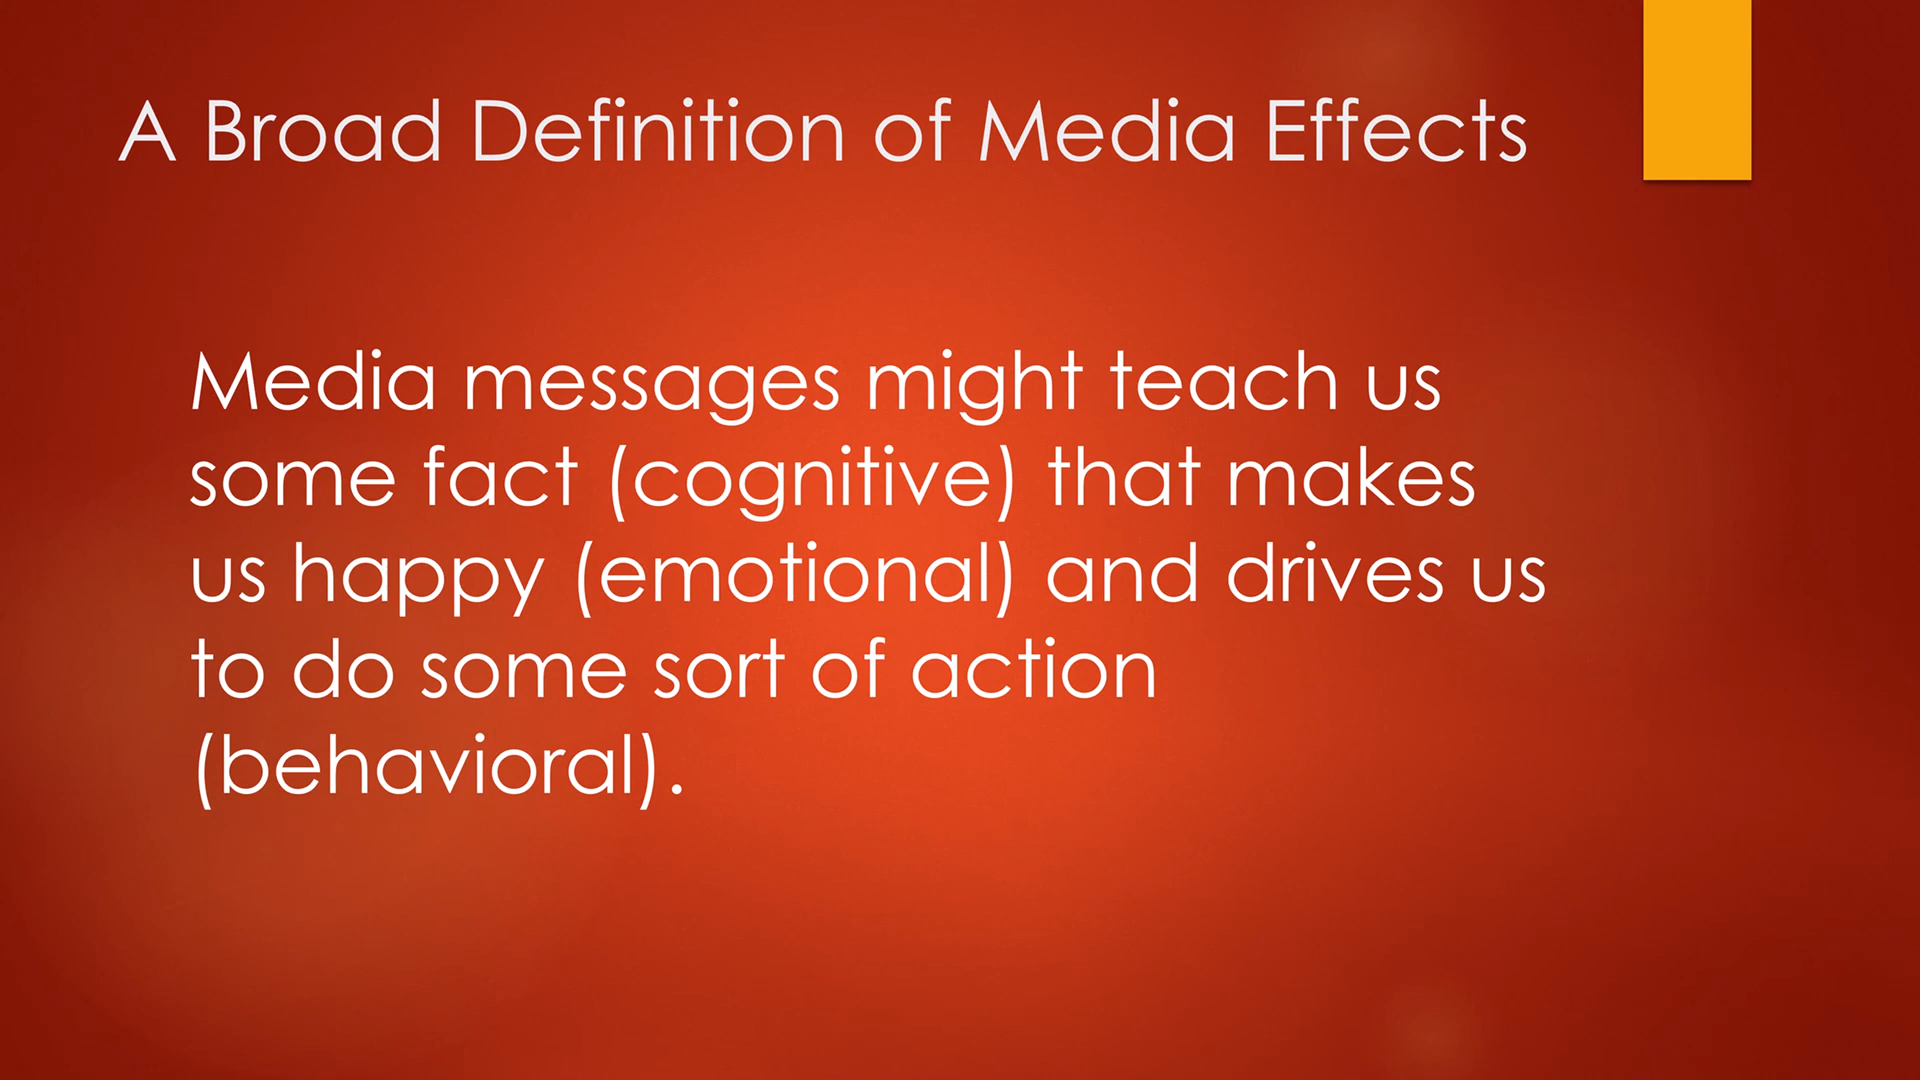 A Broad Definition of Media Effects
Media messages might teach us
some fact (cognitive) that makes
us happy (emotional) and drives us
to do some sort of action
(behavioral).